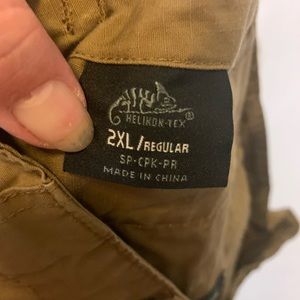 HELIKON-TEX®
2XL/REGULAR
SP-CPK-PR
MADE IN CHINA